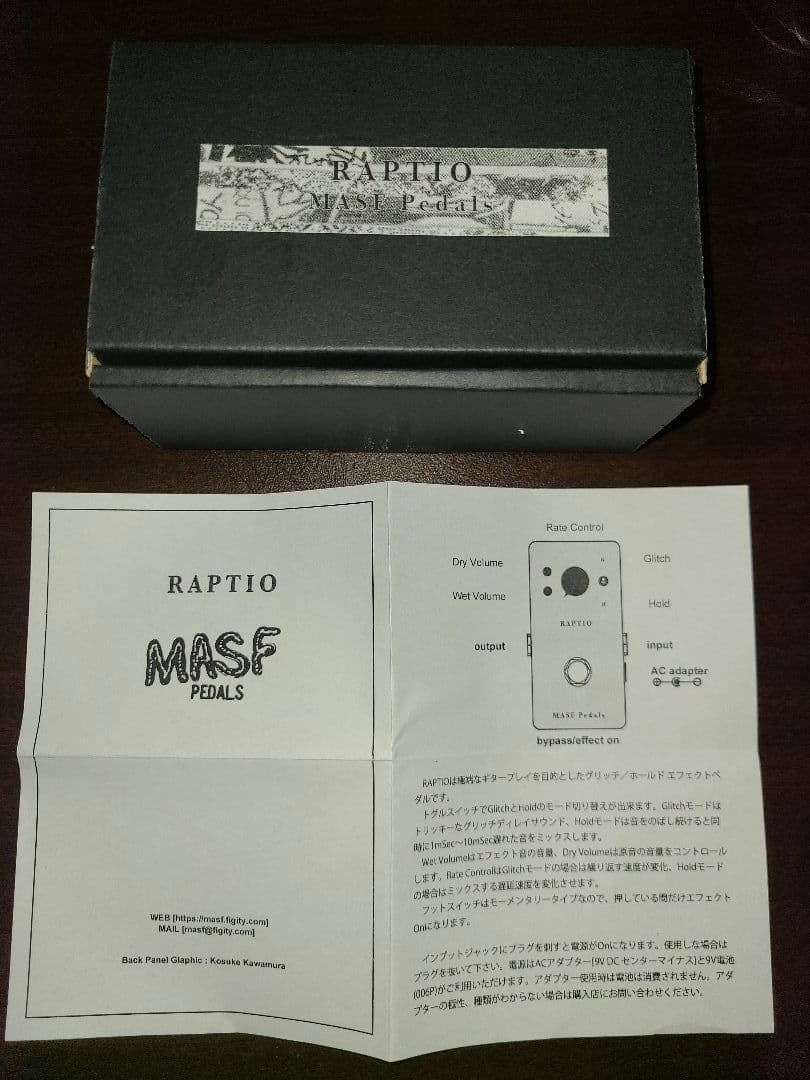 RAPTIO
MASF Pedals
RAPTIO
MASF
PEDALS
WEB [https://masf.figity.com]
MAIL [masf@figity.com]
Back Panel Glaphic : Kosuke Kawamura
Rate Control
Dry Volume
Glitch
Wet Volume
Hold
RAPTIO
output
input
AC adapter
MASF Pedals
bypass/effect on
RAPTIOは極端なギタープレイを目的としたグリッチ／ホールド エフェクトペ
ダルです。
トグルスイッチでGlitchとHoldのモード切り替えが出来ます。Glitchモードは
トリッキーなグリッチディレイサウンド、Holdモードは音をのばし続けると同
時に1mSec〜10mSec遅れた音をミックスします。
Wet Volumeはエフェクト音の音量、Dry Volumeは原音の音量をコントロール
します。Rate ControlはGlitchモードの場合は繰り返す速度が変化、Holdモード
の場合はミックスする遅延速度を変化させます。
フットスイッチはモーメンタリータイプなので、押している間だけエフェクト
Onになります。
インプットジャックにプラグを刺すと電源がOnになります。使用しな場合は
プラグを抜いて下さい。電源はACアダプター[9V DC センターマイナス]と9V電池
(006P)がご利用いただけます。アダプター使用時は電池は消費されません。アダ
プターの極性、種類がわからない場合は購入店にお問い合わせください。